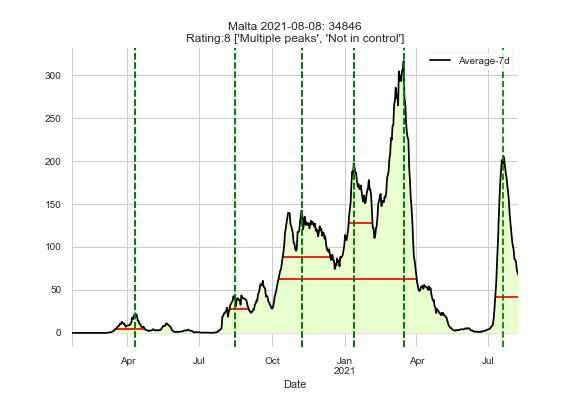 Malta 2021-08-08: 34846
Rating:8 ['Multiple peaks', 'Not in control']
Average-7d
300
250
200
150
100
50
0
Apr
Jul
Oct
Jan
2021
Apr
Jul
Date